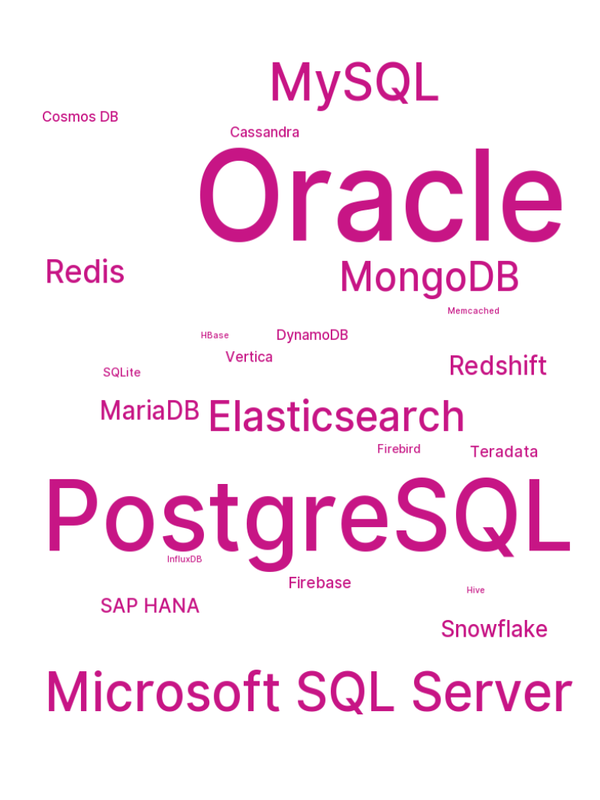 MySQL
Cosmos DB
Cassandra
Oracle
Redis
MongoDB
Memcached
HBase
DynamoDB
Vertica
Redshift
SQLite
MariaDB
Elasticsearch
Firebird
Teradata
PostgreSQL
InfluxDB
Firebase
Hive
SAP HANA
Snowflake
Microsoft SQL Server